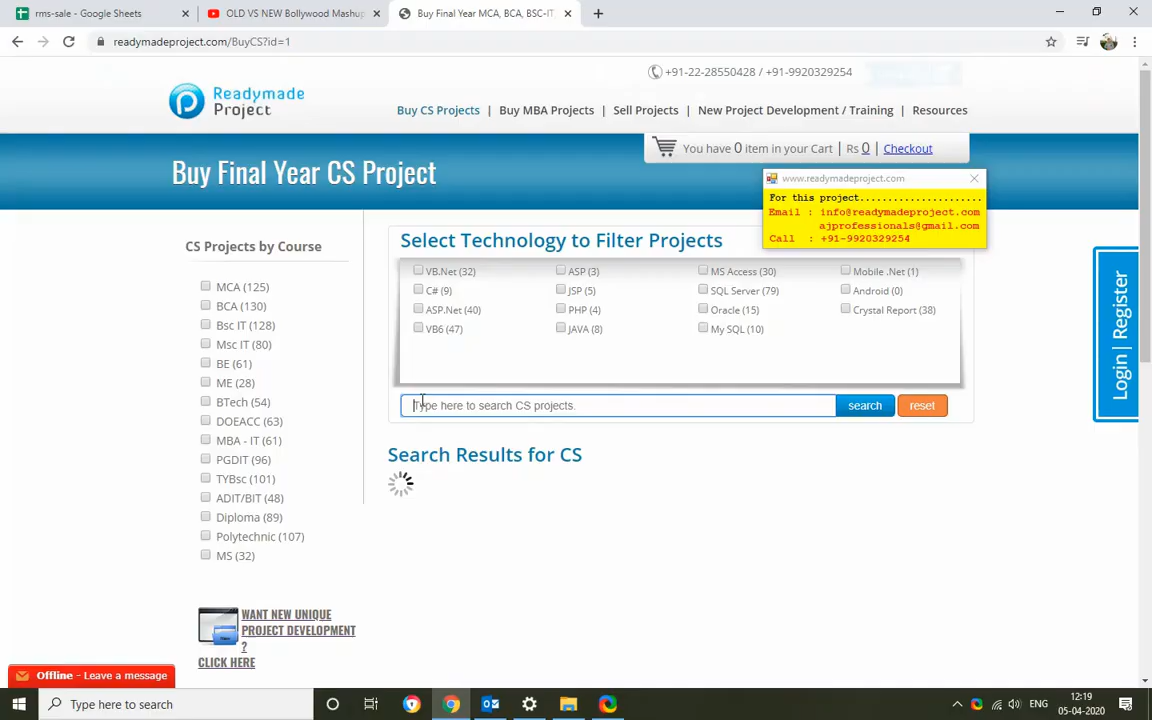 rms-sale - Google Sheets
OLD VS NEW Bollywood Mashup
Buy Final Year MCA, BCA, BSC-IT,
readymadeproject.com/BuyCS?id=1
+91-22-28550428 / +91-9920329254
Readymade
Project
Buy CS Projects | Buy MBA Projects | Sell Projects | New Project Development / Training | Resources
You have 0 item in your Cart | Rs 0 | Checkout
Buy Final Year CS Project
www.readymadeproject.com
For this project......................
Email : info@readymadeproject.com
ajprofessionals@gmail.com
Call : +91-9920329254
CS Projects by Course
MCA (125)
BCA (130)
Bsc IT (128)
Msc IT (80)
BE (61)
ME (28)
BTech (54)
DOEACC (63)
MBA - IT (61)
PGDIT (96)
TYBsc (101)
ADIT/BIT (48)
Diploma (89)
Polytechnic (107)
MS (32)
Select Technology to Filter Projects
VB.Net (32) ASP (3) MS Access (30) Mobile .Net (1)
C# (9) JSP (5) SQL Server (79) Android (0)
ASP.Net (40) PHP (4) Oracle (15) Crystal Report (38)
VB6 (47) JAVA (8) My SQL (10)
Type here to search CS projects.
search
reset
Search Results for CS
Login | Register
WANT NEW UNIQUE
PROJECT DEVELOPMENT
?
CLICK HERE
Offline - Leave a message
Type here to search
ENG
12:19
05-04-2020